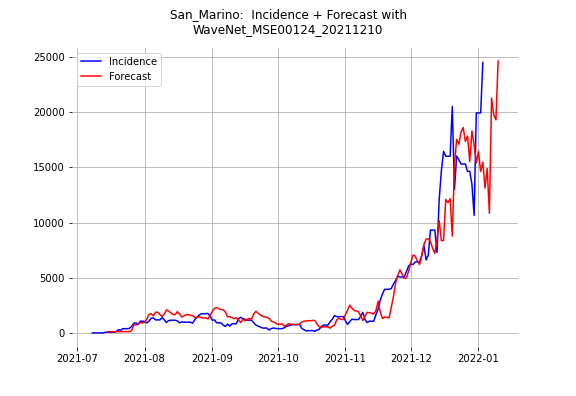 San_Marino:  Incidence + Forecast with
WaveNet_MSE00124_20211210
Incidence
Forecast
25000
20000
15000
10000
5000
0
2021-07 2021-08 2021-09 2021-10 2021-11 2021-12 2022-01